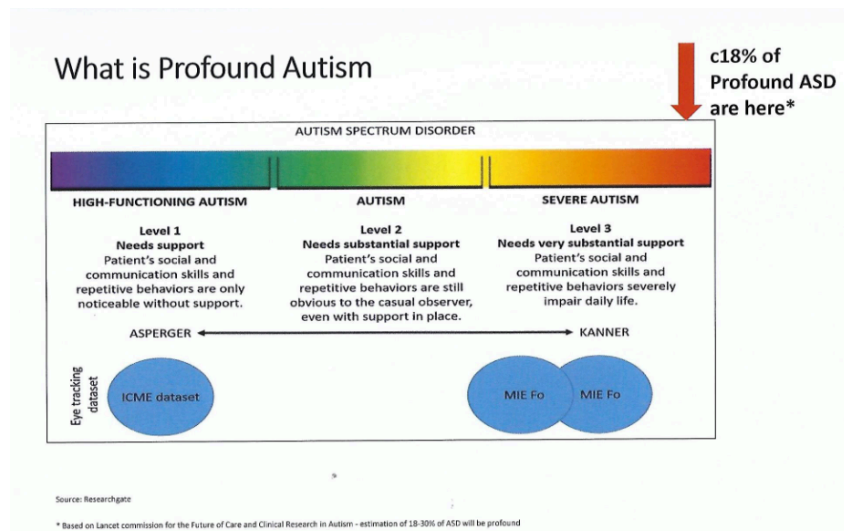 What is Profound Autism
c18% of
Profound ASD
are here*
AUTISM SPECTRUM DISORDER
HIGH-FUNCTIONING AUTISM
Level 1
Needs support
Patient's social and
communication skills and
repetitive behaviors are only
noticeable without support.
AUTISM
Level 2
Needs substantial support
Patient's social and
communication skills and
repetitive behaviors are still
obvious to the casual observer,
even with support in place.
SEVERE AUTISM
Level 3
Needs very substantial support
Patient's social and
communication skills and
repetitive behaviors severely
impair daily life.
ASPERGER
KANNER
Eye tracking
dataset
ICME dataset
MIE Fo
MIE Fo
Source: Researchgate
* Based on Lancet commission for the Future of Care and Clinical Research in Autism - estimation of 18-30% of ASD will be profound